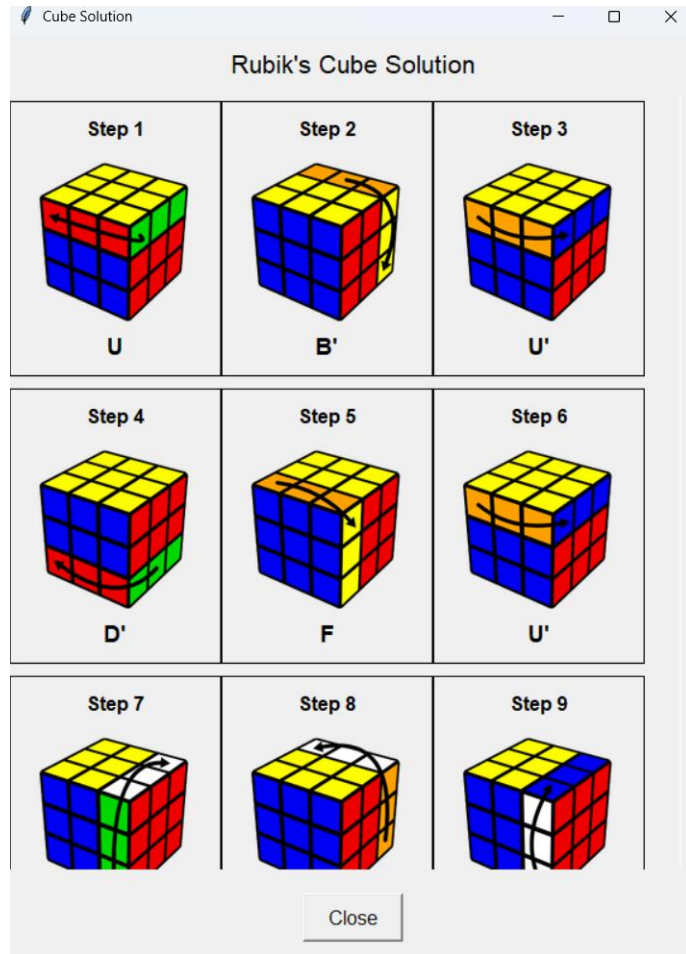 Cube Solution
Rubik's Cube Solution
Step 1
Step 2
Step 3
U
B'
U'
Step 4
Step 5
Step 6
D'
F
U'
Step 7
Step 8
Step 9
Close